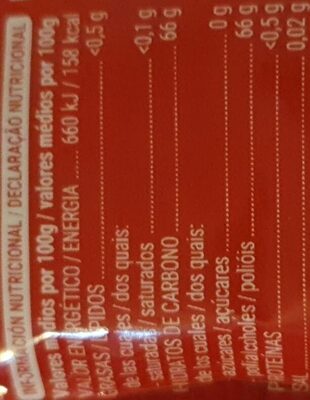 INFORMACIÓN NUTRICIONAL / DECLARAÇÃO NUTRICIONAL
Valores medios por 100g / valores médios por 100g
VALOR ENERGÉTICO / ENERGIA ..... 660 kJ / 158 kcal
GRASAS / LÍPIDOS ..... <0,5 g
de las cuales / dos quais:
- saturadas / saturados ..... <0,1 g
HIDRATOS DE CARBONO ..... 66 g
de los cuales / dos quais:
azúcares / açúcares ..... 0 g
polialcoholes / polióis ..... 66 g
PROTEÍNAS ..... <0,5 g
SAL ..... 0,02 g